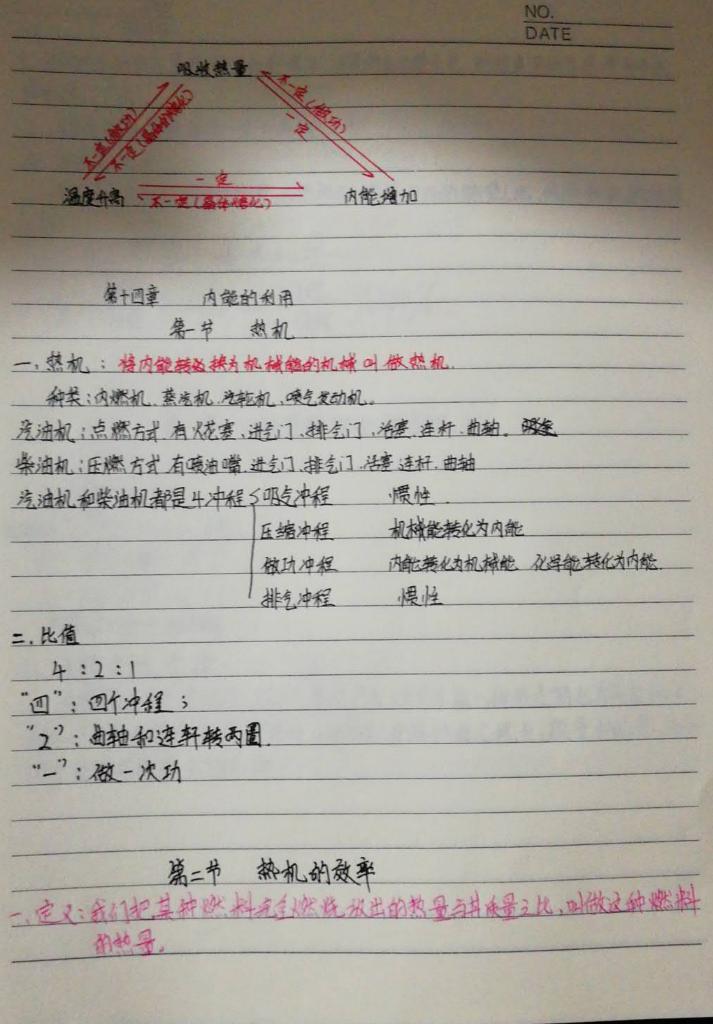 NO.
DATE
吸收热量
不一定(做功)
不一定(晶体熔化)
不一定(做功)
一定
温度升高
一定
不一定(晶体熔化)
内能增加
第十四章 内能的利用
第一节 热机
一、热机：将内能转换为机械能的机械叫做热机.
种类：内燃机、蒸汽机、汽轮机、喷气发动机。
汽油机：点燃方式、有火花塞、进气门、排气门、活塞、连杆、曲轴。
柴油机：压燃方式 有喷油嘴、进气门、排气门、活塞、连杆、曲轴
汽油机和柴油机都是4冲程 吸气冲程 惯性
压缩冲程 机械能转化为内能
做功冲程 内能转化为机械能 化学能转化为内能.
排气冲程 惯性
二、比值
4:2:1
“四”：四个冲程；
“2”：曲轴和连轩转两圈.
“一”：做一次功
第二节 热机的效率
一、定义：我们把某种燃料完全燃烧放出的热量与其质量之比，叫做这种燃料
的热量.